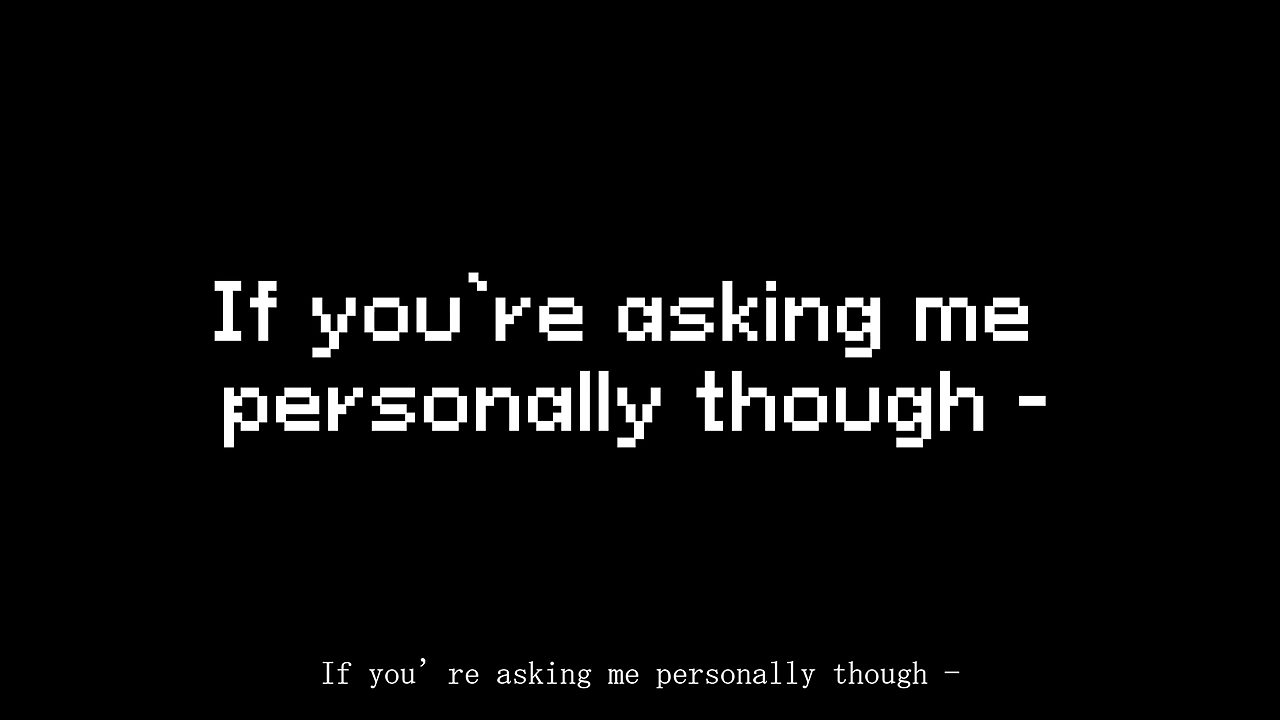 If you`re asking me
personally though -
If you’re asking me personally though －